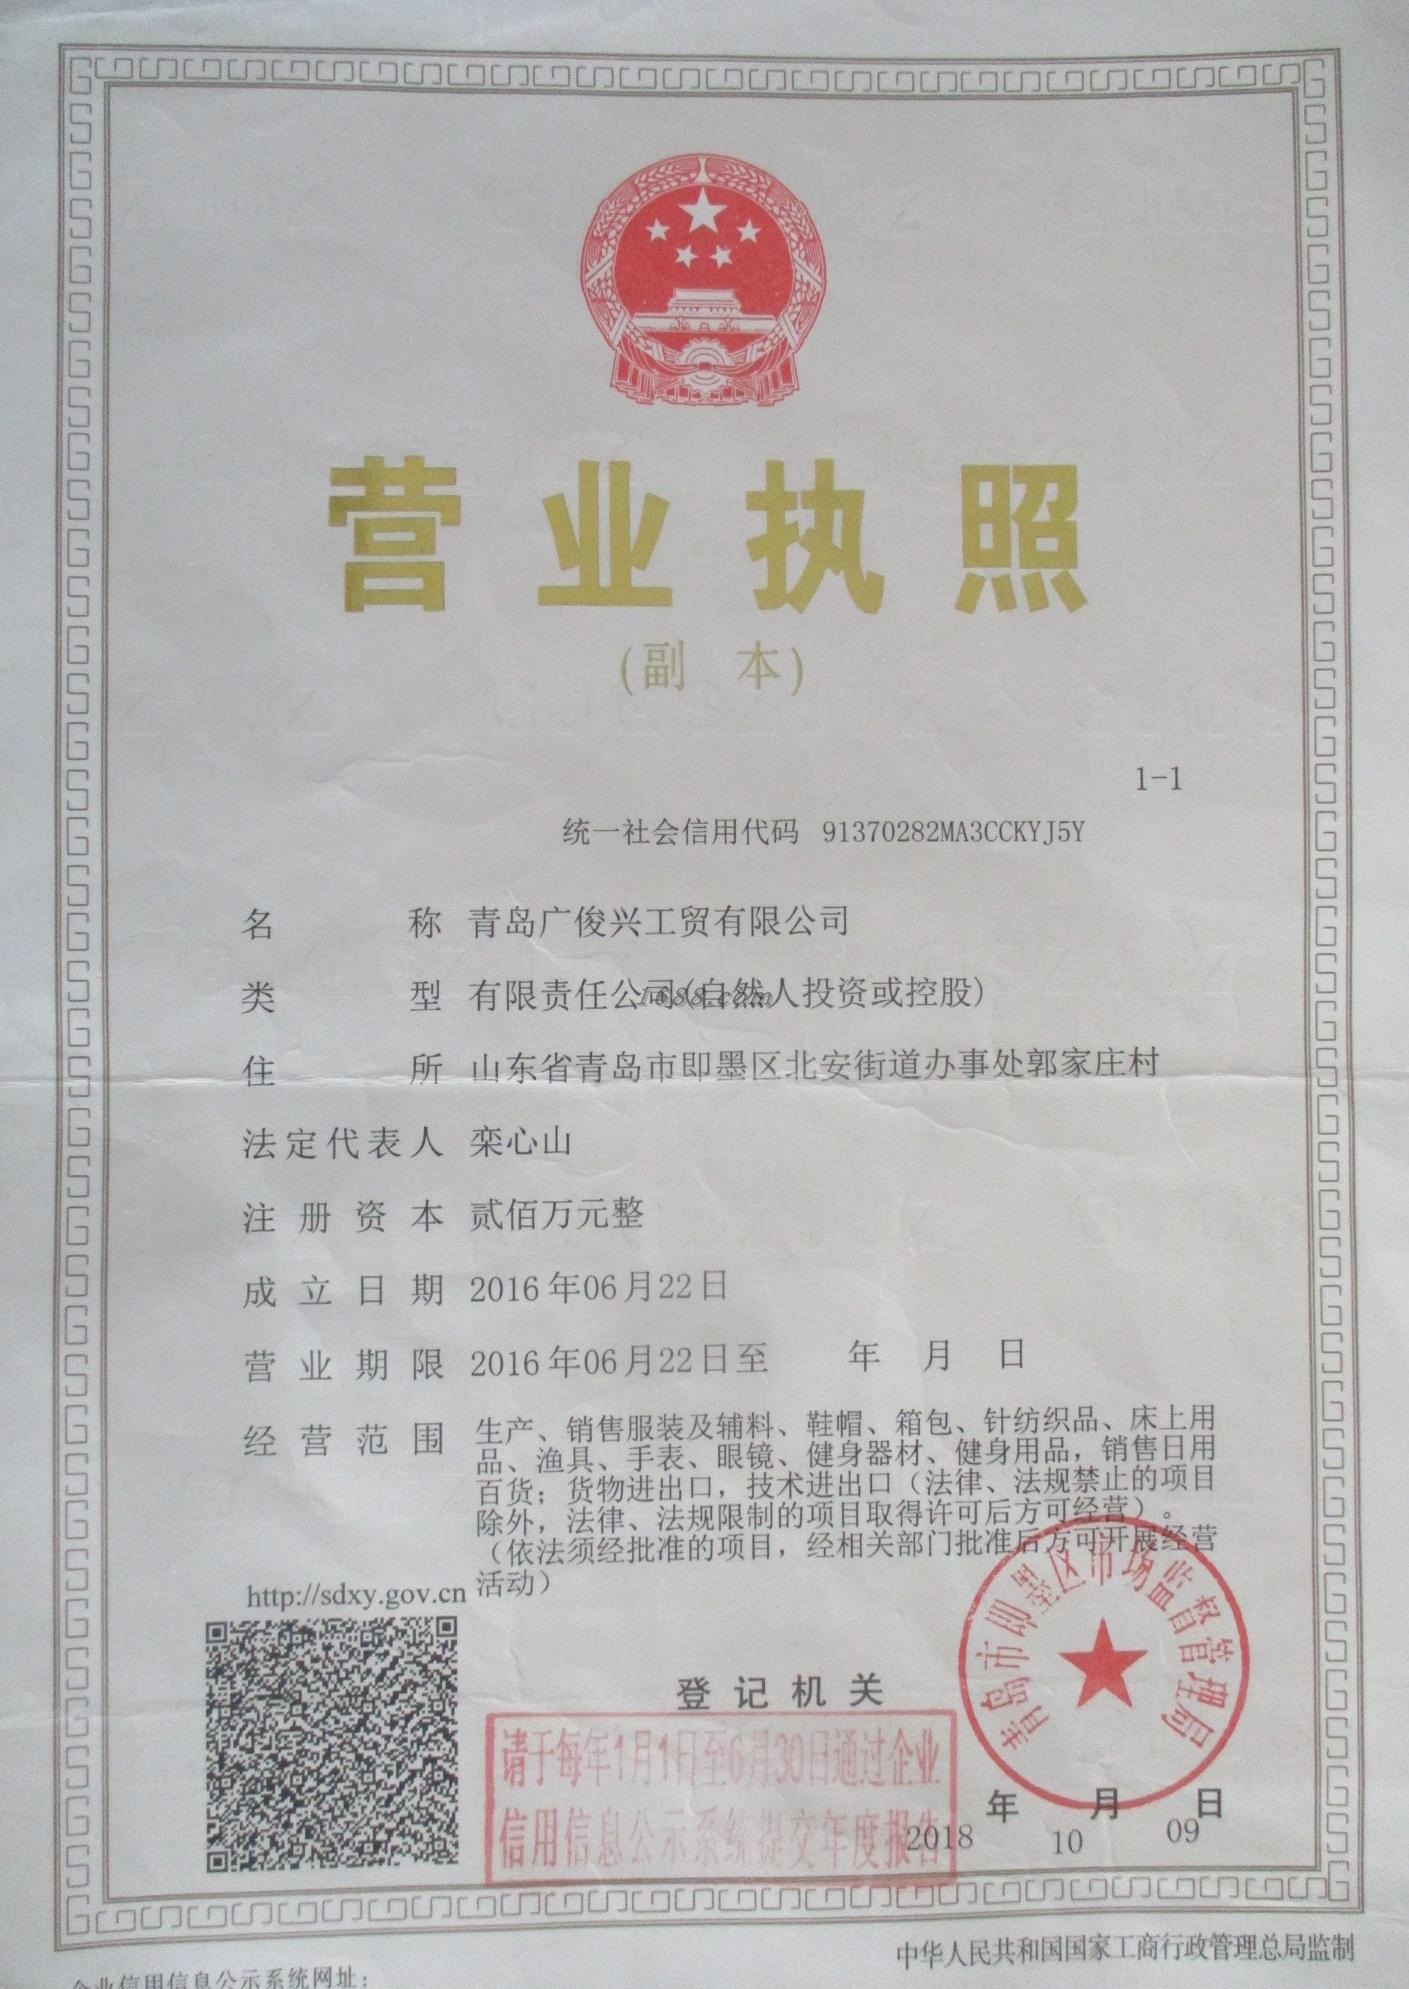 营业执照
(副 本)
1-1
统一社会信用代码 91370282MA3CCKYJ5Y
名 称 青岛广俊兴工贸有限公司
类 型 有限责任公司(自然人投资或控股)
1688.com
住 所 山东省青岛市即墨区北安街道办事处郭家庄村
法定代表人 栾心山
注册资本 贰佰万元整
成立日期 2016年06月22日
营业期限 2016年06月22日至 年 月 日
经营范围 生产、销售服装及辅料、鞋帽、箱包、针纺织品、床上用
品、渔具、手表、眼镜、健身器材、健身用品，销售日用
百货；货物进出口，技术进出口（法律、法规禁止的项目
除外，法律、法规限制的项目取得许可后方可经营）。
（依法须经批准的项目，经相关部门批准后方可开展经营
活动）
http://sdxy.gov.cn
登记机关
青岛市即墨区市场监督管理局
请于每年1月1日至6月30日通过企业
信用信息公示系统提交年度报告
年 月 日
2018 10 09
中华人民共和国国家工商行政管理总局监制
企业信用信息公示系统网址：